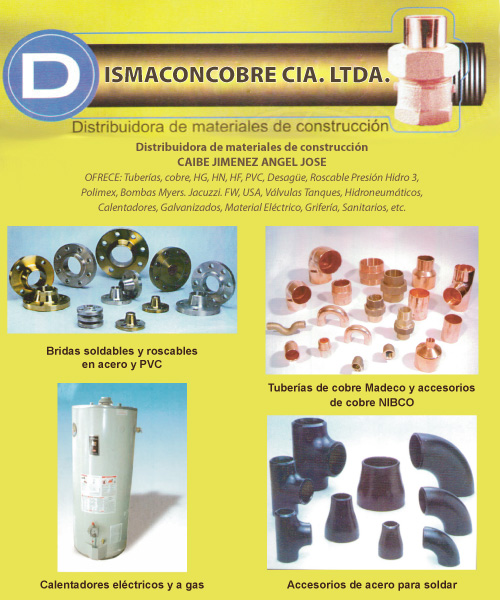 DISMACONCOBRE CIA. LTDA.
Distribuidora de materiales de construcción
Distribuidora de materiales de construcción
CAIBE JIMENEZ ANGEL JOSE
OFRECE: Tuberías, cobre, HG, HN, HF, PVC, Desagüe, Roscable Presión Hidro 3,
Polimex, Bombas Myers. Jacuzzi. FW, USA, Válvulas Tanques, Hidroneumáticos,
Calentadores, Galvanizados, Material Eléctrico, Grifería, Sanitarios, etc.
Bridas soldables y roscables
en acero y PVC
Tuberías de cobre Madeco y accesorios
de cobre NIBCO
Calentadores eléctricos y a gas
Accesorios de acero para soldar